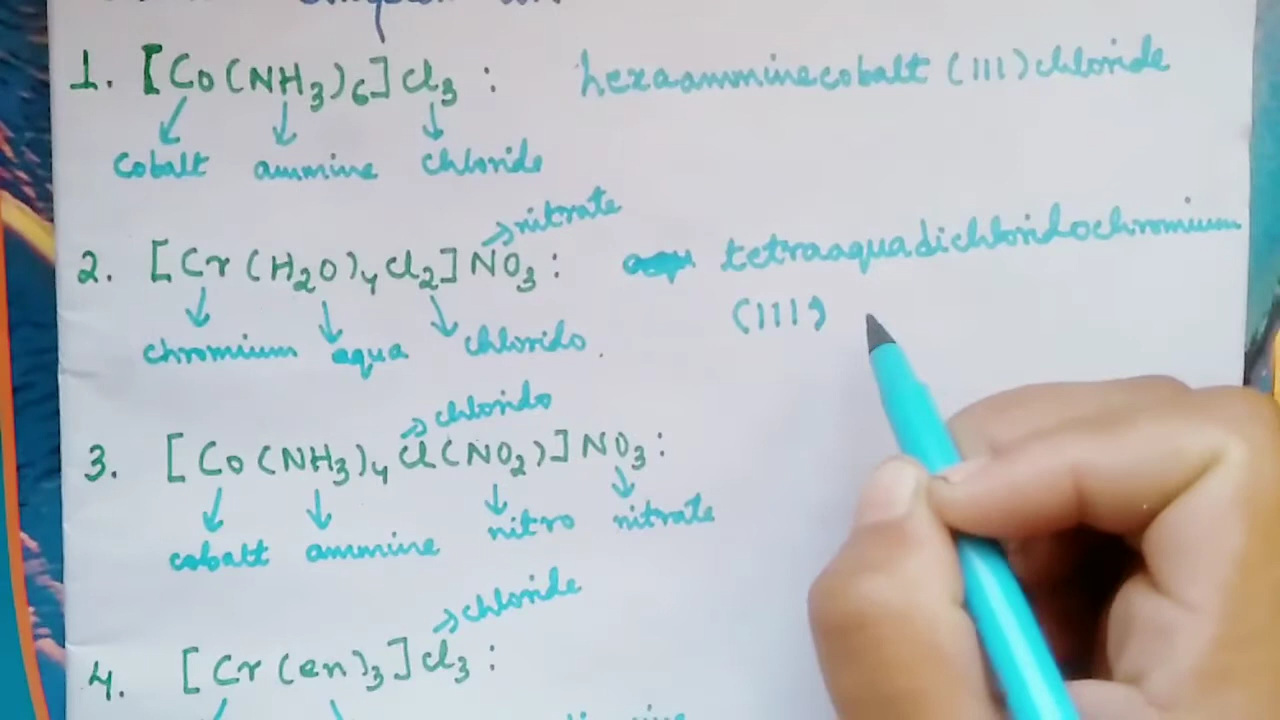 1. [Co(NH3)6]Cl3 : hexaamminecobalt (III) chloride
cobalt ammine chloride
→nitrate
2. [Cr(H2O)4Cl2]NO3 : tetraaquadichloridochromium
(III)
chromium aqua chlorido
→chlorido
3. [Co(NH3)4Cl(NO2)]NO3 :
cobalt ammine nitro nitrate
→chloride
4. [Cr(en)3]Cl3 :